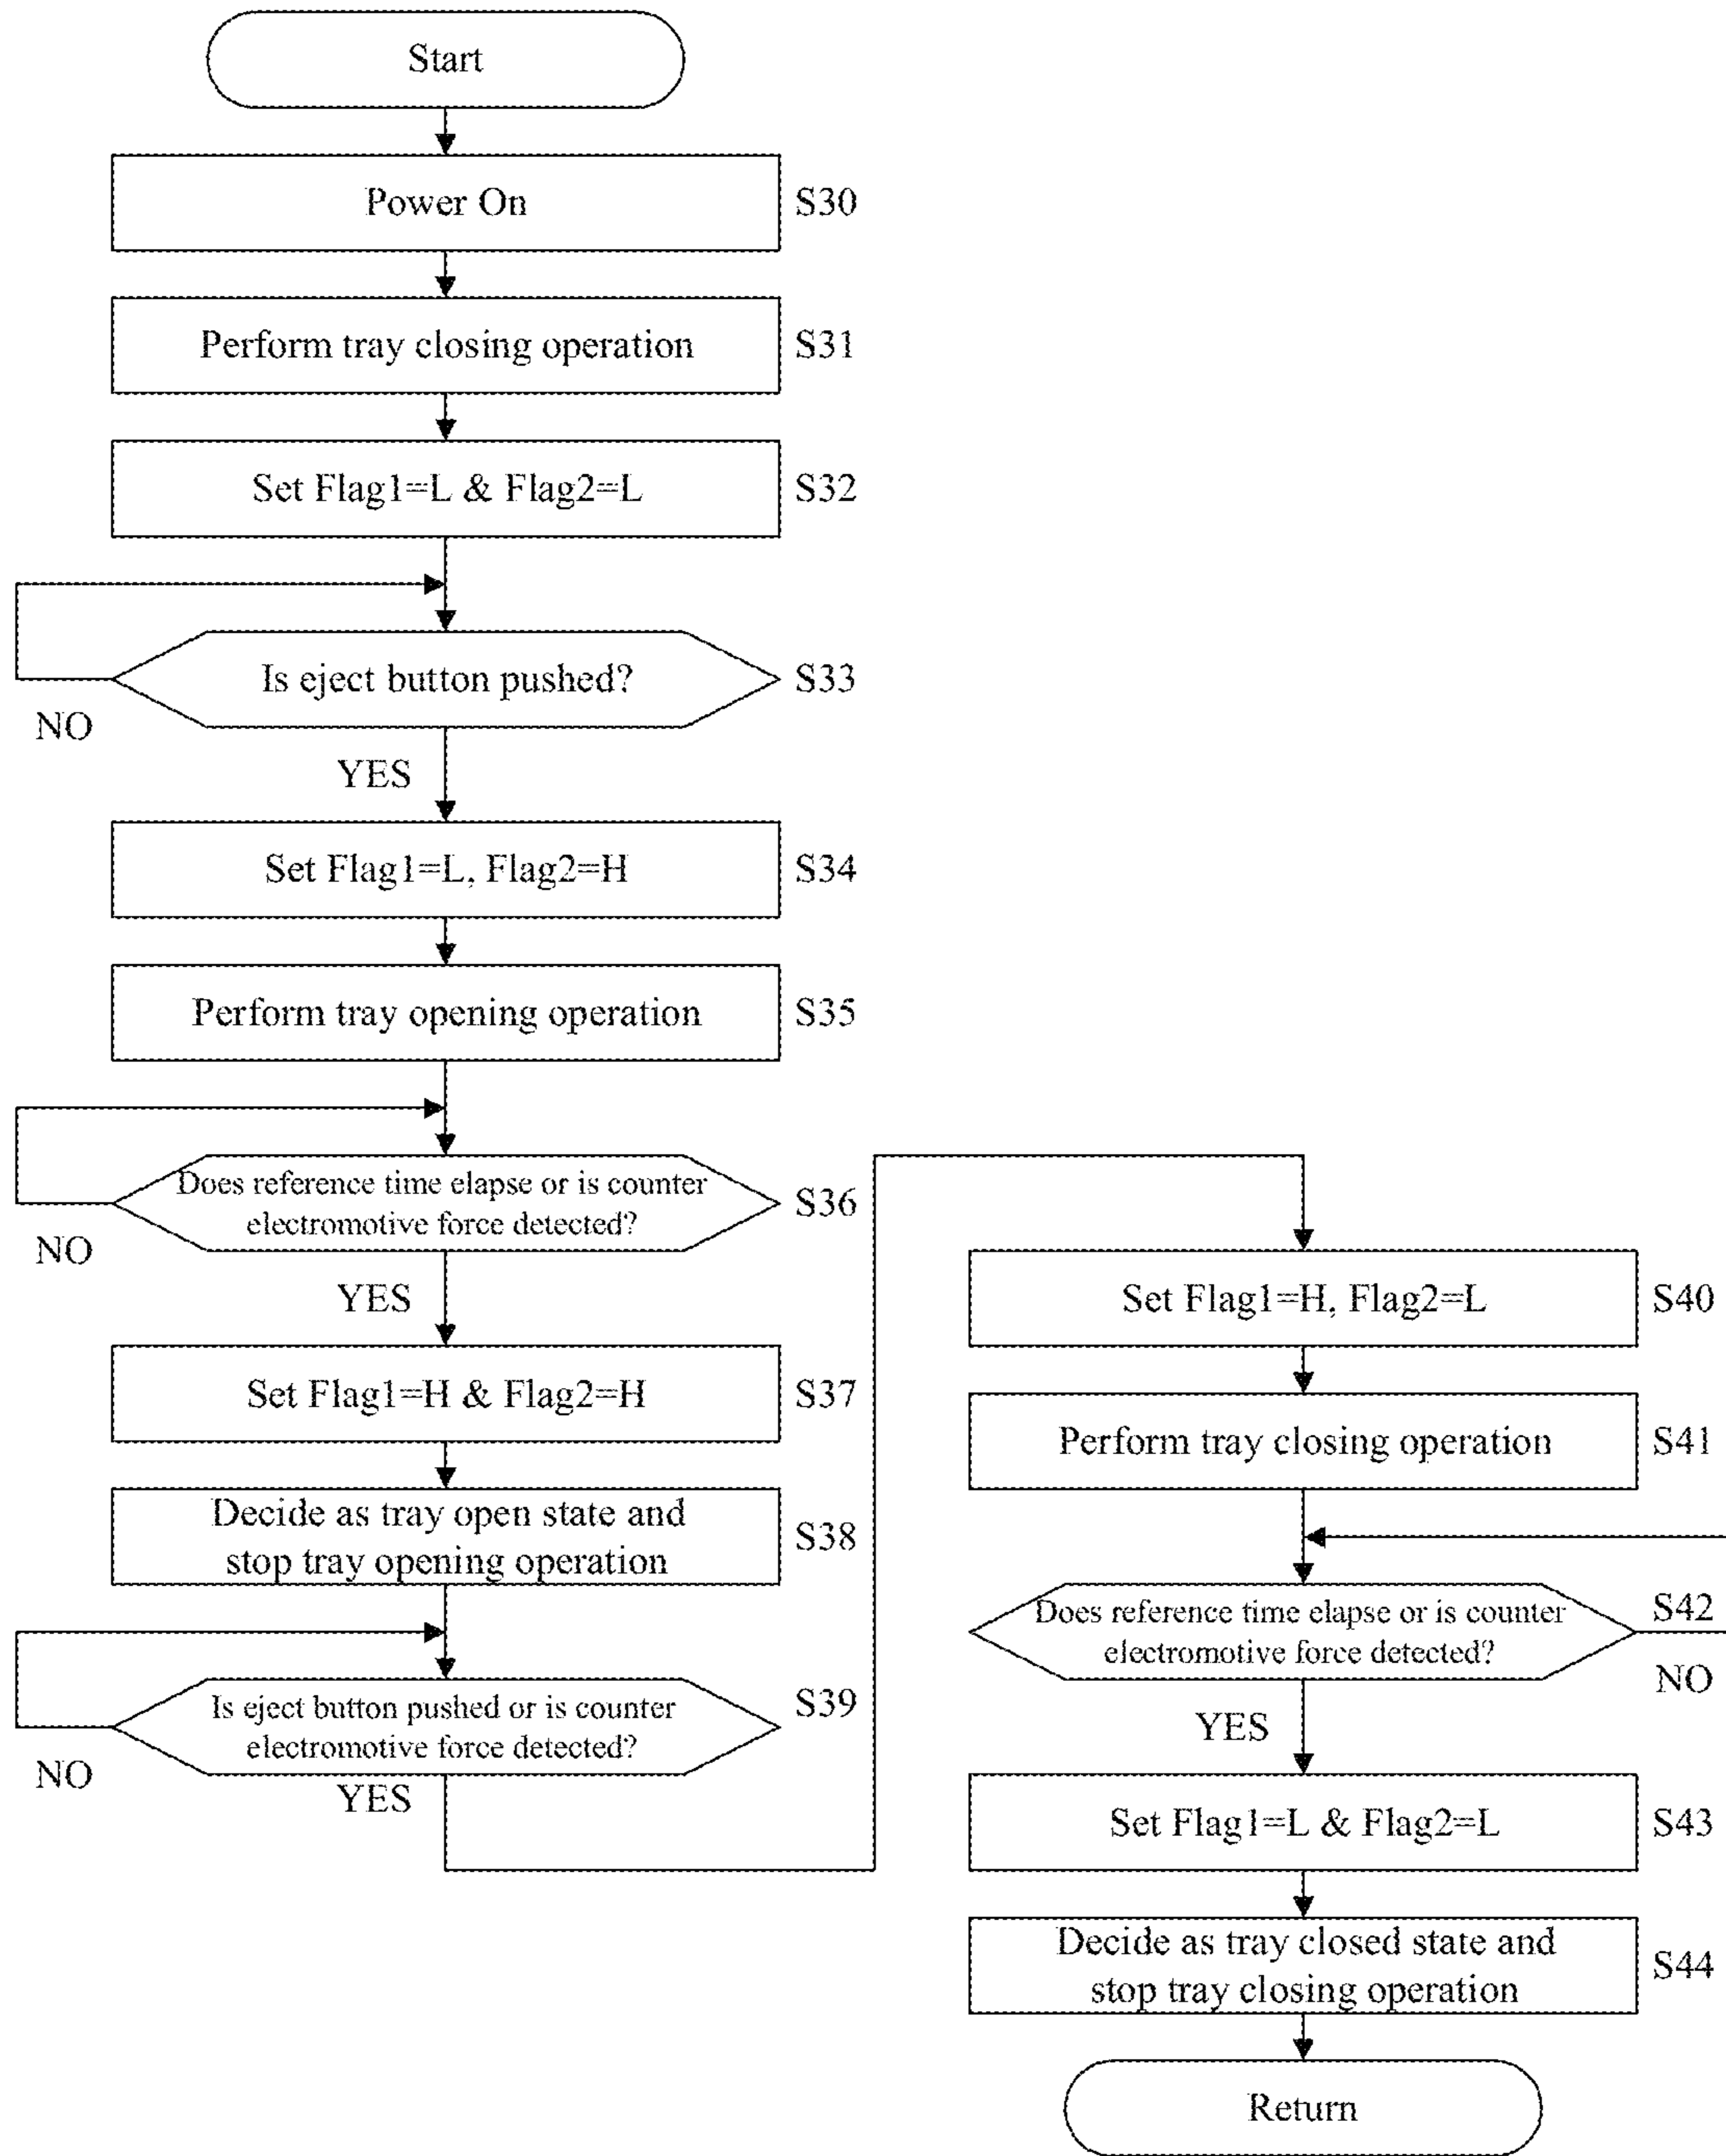 Start
Power On
S30
Perform tray closing operation
S31
Set Flag1=L & Flag2=L
S32
Is eject button pushed?
S33
NO
YES
Set Flag1=L, Flag2=H
S34
Perform tray opening operation
S35
Does reference time elapse or is counter
electromotive force detected?
S36
NO
YES
Set Flag1=H & Flag2=H
S37
Decide as tray open state and
stop tray opening operation
S38
Is eject button pushed or is counter
electromotive force detected?
S39
NO
YES
Set Flag1=H, Flag2=L
S40
Perform tray closing operation
S41
Does reference time elapse or is counter
electromotive force detected?
S42
NO
YES
Set Flag1=L & Flag2=L
S43
Decide as tray closed state and
stop tray closing operation
S44
Return